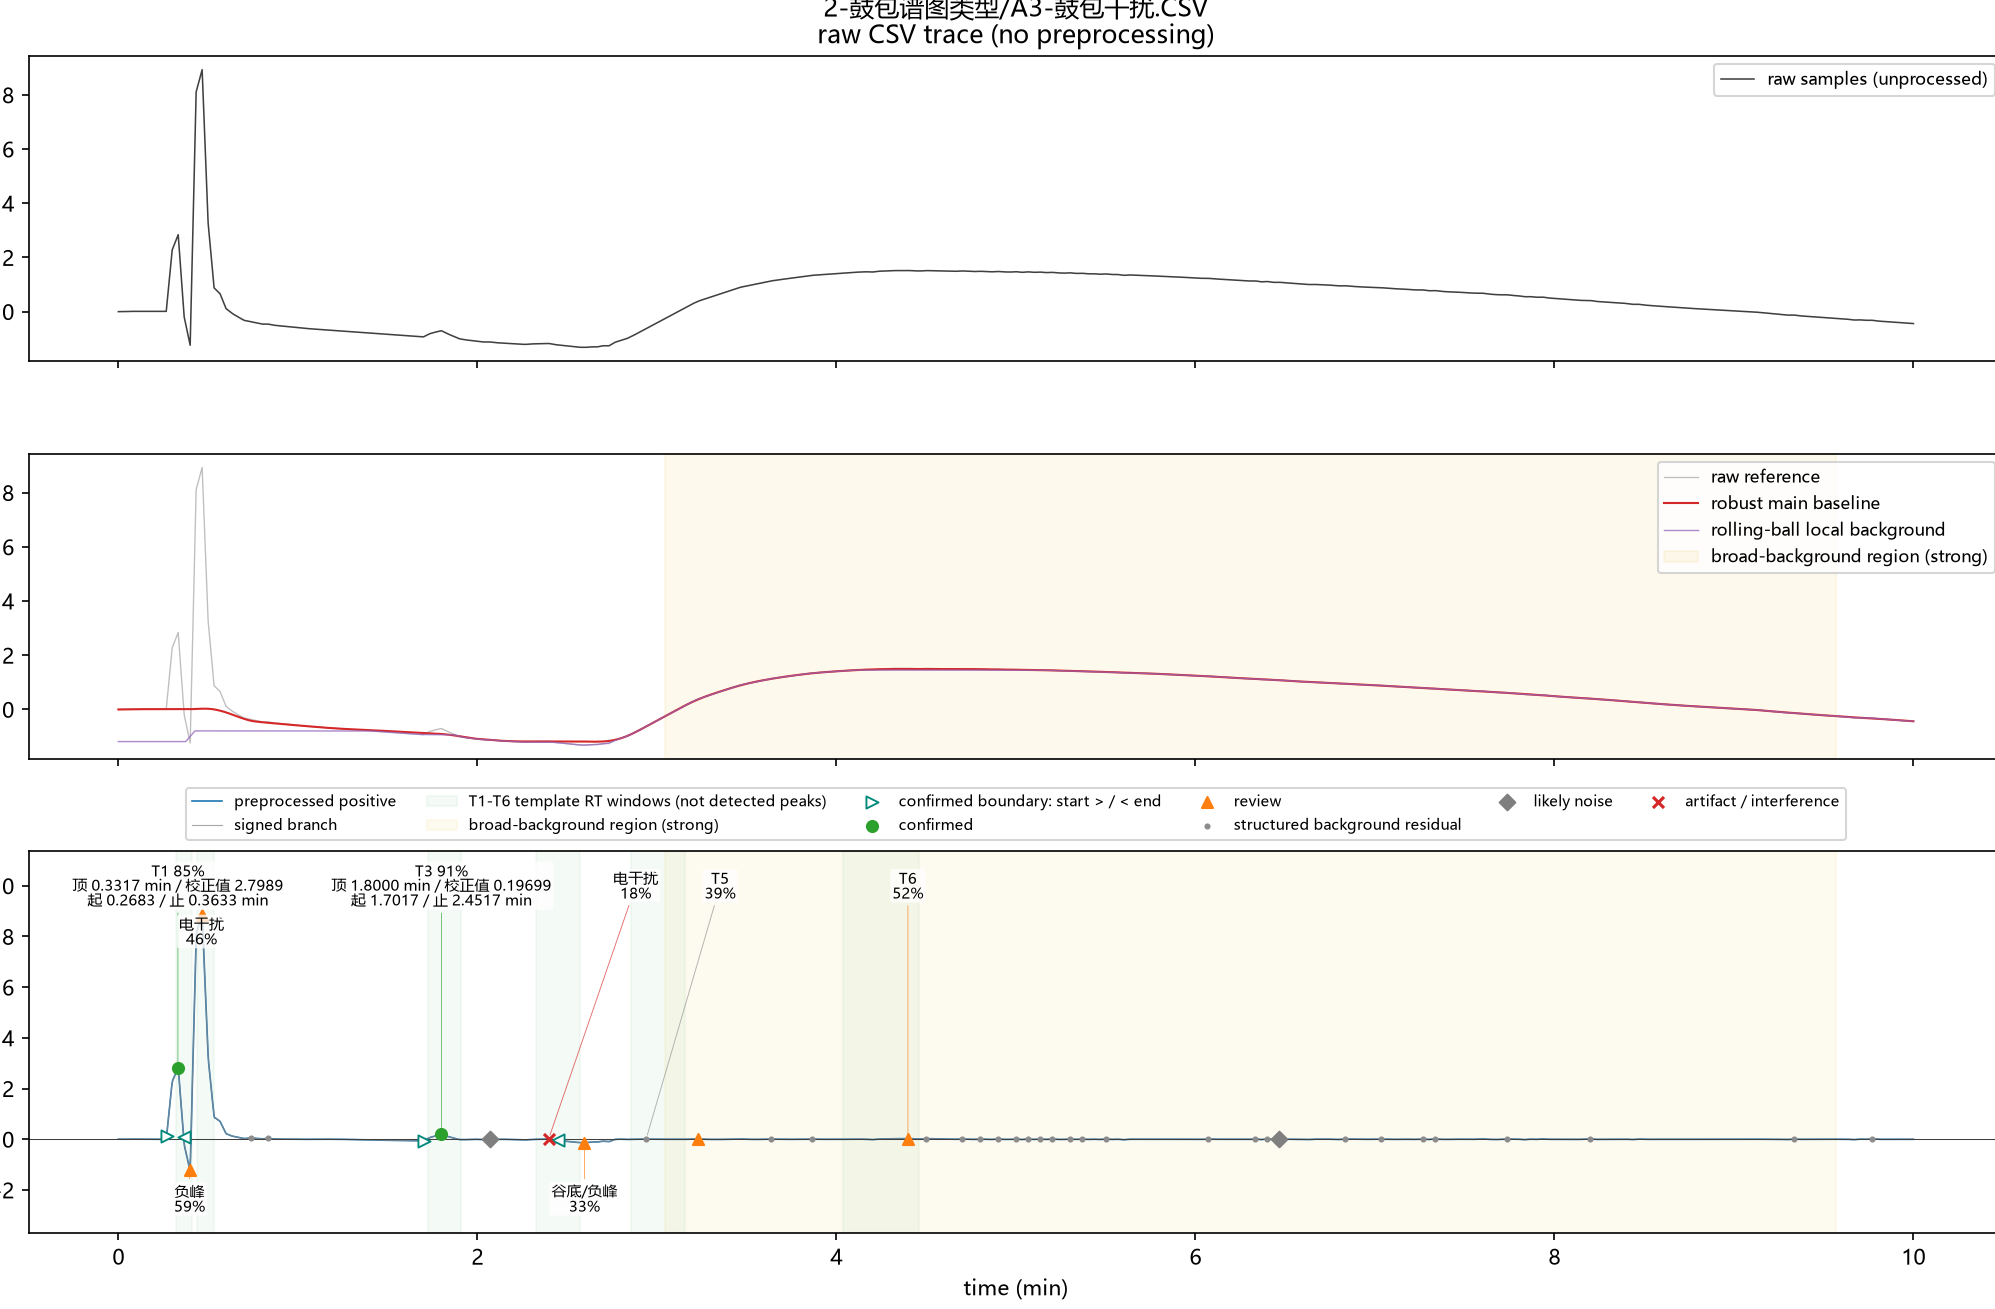 2-鼓包谱图类型/A3-鼓包干扰.CSV
raw CSV trace (no preprocessing)
raw samples (unprocessed)
8
6
4
2
0
raw reference
robust main baseline
rolling-ball local background
broad-background region (strong)
8
6
4
2
0
preprocessed positive
T1-T6 template RT windows (not detected peaks)
confirmed boundary: start > / < end
review
likely noise
artifact / interference
signed branch
broad-background region (strong)
confirmed
structured background residual
T1 85%
顶 0.3317 min / 校正值 2.7989
起 0.2683 / 止 0.3633 min
电干扰
46%
T3 91%
顶 1.8000 min / 校正值 0.19699
起 1.7017 / 止 2.4517 min
电干扰
18%
T5
39%
T6
52%
负峰
59%
谷底/负峰
33%
0
8
6
4
2
0
2
0
2
4
6
8
10
time (min)